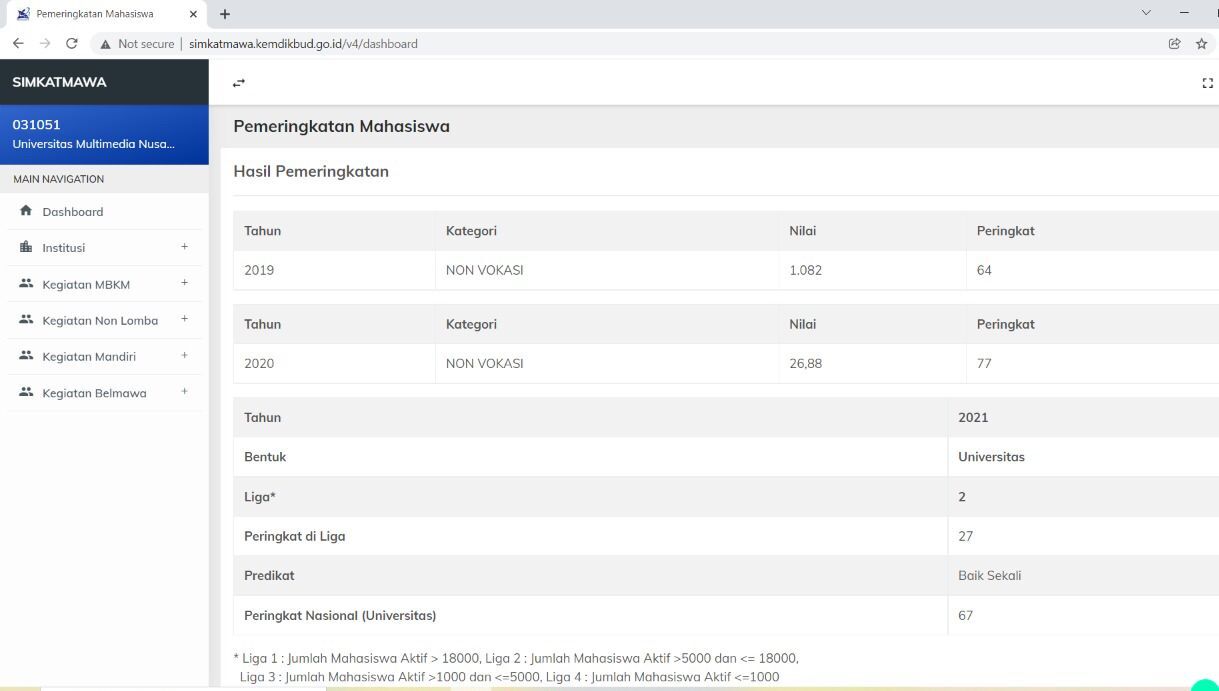 Pemeringkatan Mahasiswa
Not secure | simkatmawa.kemdikbud.go.id/v4/dashboard
SIMKATMAWA
031051
Universitas Multimedia Nusa...
MAIN NAVIGATION
Dashboard
Institusi +
Kegiatan MBKM +
Kegiatan Non Lomba +
Kegiatan Mandiri +
Kegiatan Belmawa +
Pemeringkatan Mahasiswa
Hasil Pemeringkatan
Tahun Kategori Nilai Peringkat
2019 NON VOKASI 1.082 64
Tahun Kategori Nilai Peringkat
2020 NON VOKASI 26,88 77
Tahun 2021
Bentuk Universitas
Liga* 2
Peringkat di Liga 27
Predikat Baik Sekali
Peringkat Nasional (Universitas) 67
* Liga 1 : Jumlah Mahasiswa Aktif > 18000, Liga 2 : Jumlah Mahasiswa Aktif >5000 dan <= 18000,
Liga 3 : Jumlah Mahasiswa Aktif >1000 dan <=5000, Liga 4 : Jumlah Mahasiswa Aktif <=1000